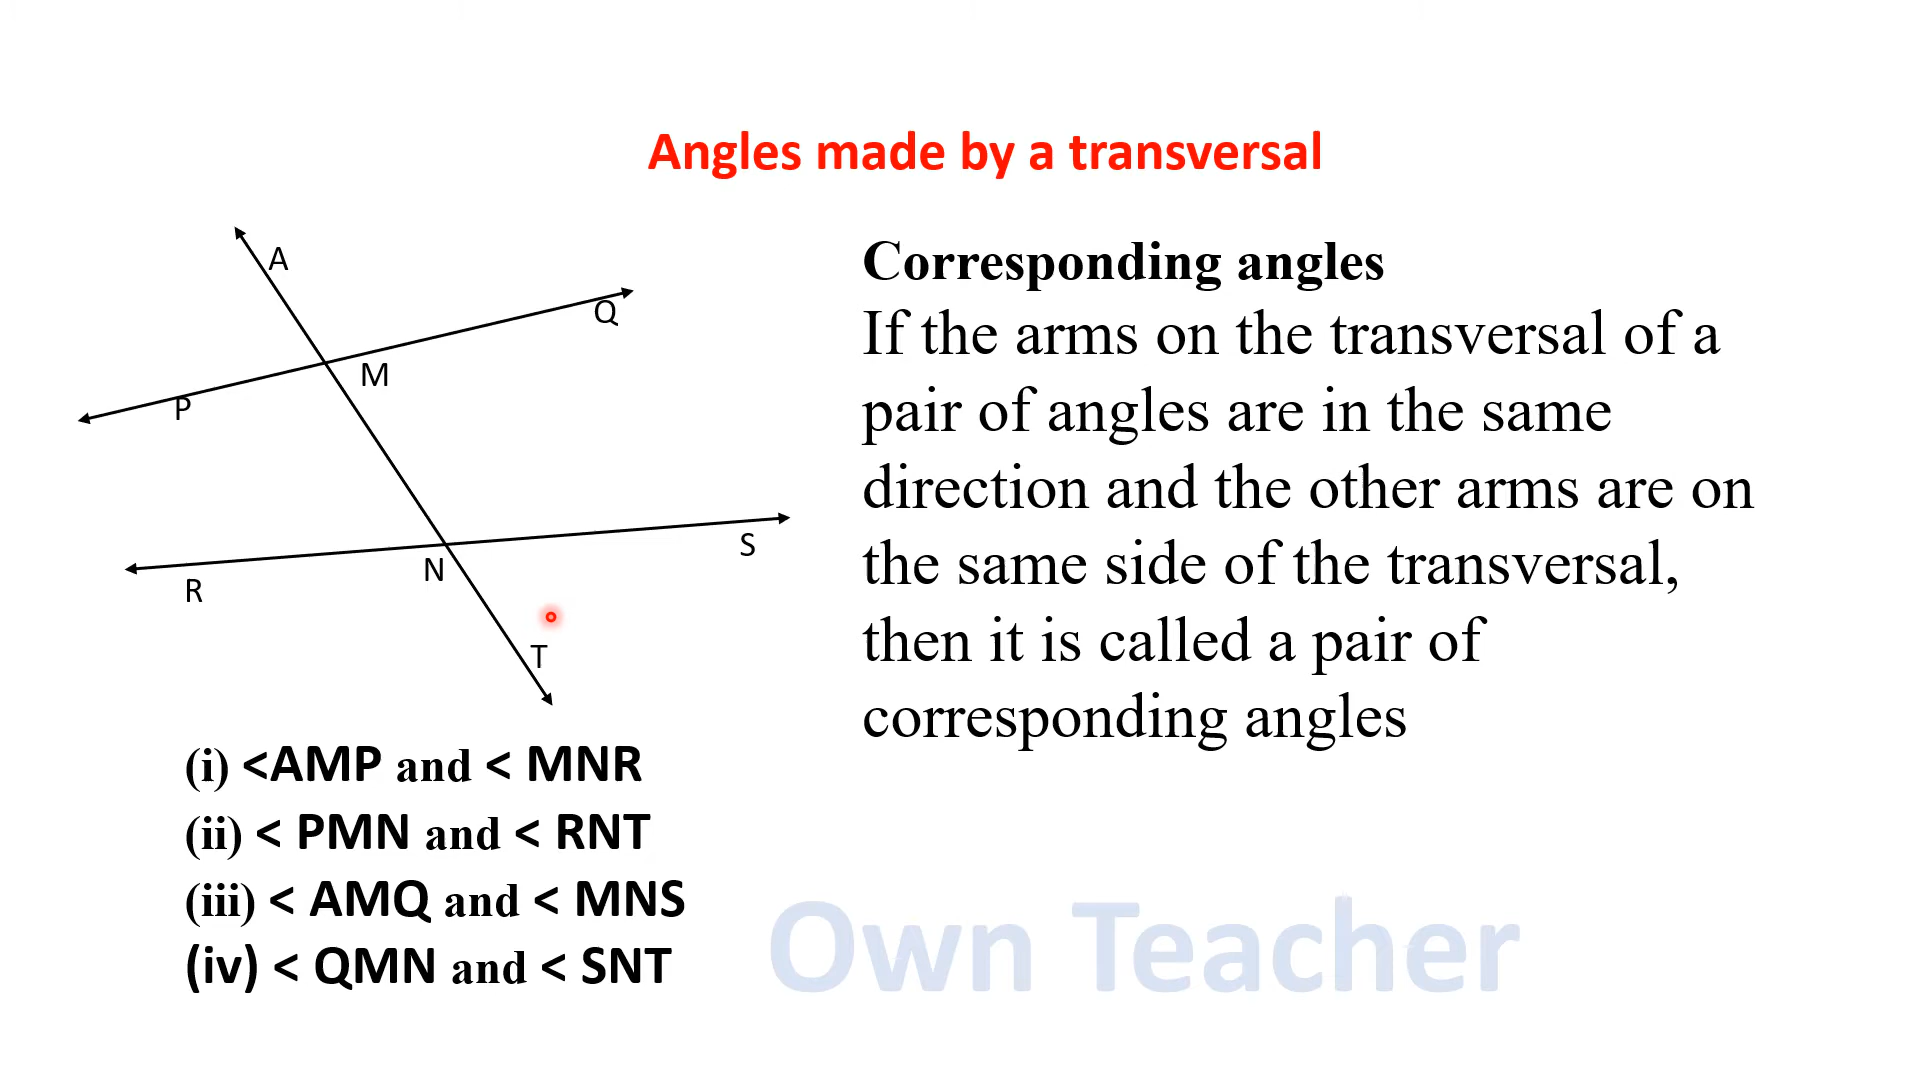 Angles made by a transversal
A
Q
M
P
S
N
R
T
Corresponding angles
If the arms on the transversal of a
pair of angles are in the same
direction and the other arms are on
the same side of the transversal,
then it is called a pair of
corresponding angles
(i) <AMP and < MNR
(ii) < PMN and < RNT
(iii) < AMQ and < MNS
(iv) < QMN and < SNT
Own Teacher